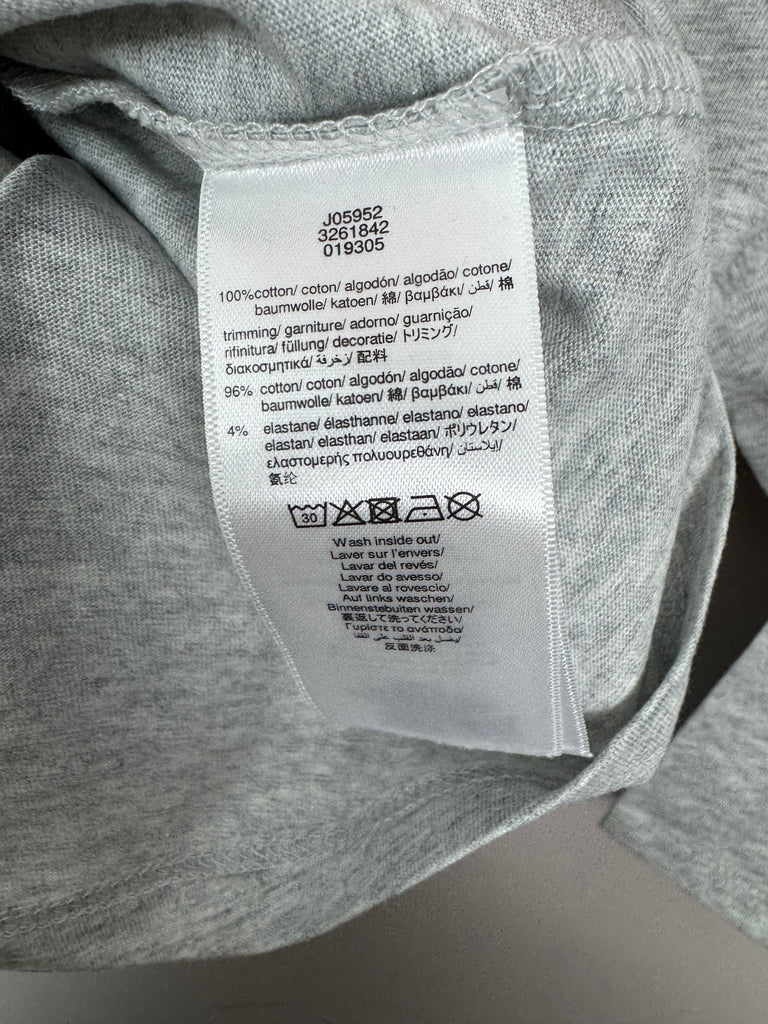 J05952
3261842
019305
100%cotton/ coton/ algodón/ algodão/ cotone/
baumwolle/ katoen/ 綿/ βαμβάκι/ قطن/ 棉
trimming/ garniture/ adorno/ guarnição/
rifinitura/ füllung/ decoratie/ トリミング/
διακοσμητικά/ زخرفة/ 配料
96% cotton/ coton/ algodón/ algodão/ cotone/
baumwolle/ katoen/ 綿/ βαμβάκι/ قطن/ 棉
4% elastane/ élasthanne/ elastano/ elastano/
elastan/ elasthan/ elastaan/ ポリウレタン/
ελαστομερής πολυουρεθάνη/ إيلاستان/
氨纶
30
Wash inside out/
Laver sur l'envers/
Lavar del revés/
Lavar do avesso/
Lavare al rovescio/
Auf links waschen/
Binnenstebuiten wassen/
裏返して洗ってください/
Γυρίστε το ανάποδα/
يغسل بعد القلب على القفا/
反面洗涤